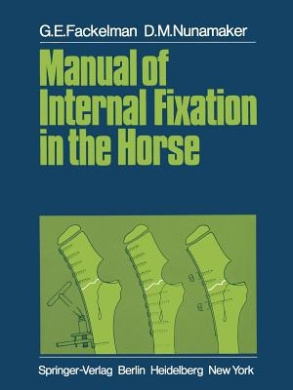 G.E.Fackelman D.M.Nunamaker
Manual of
Internal Fixation
in the Horse
Springer-Verlag Berlin Heidelberg New York